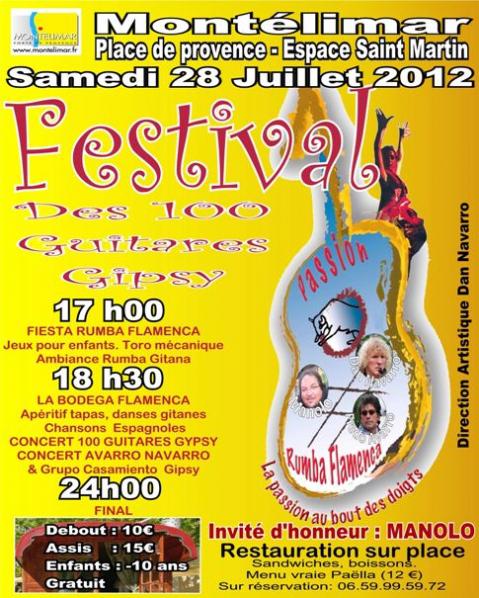 MONTÉLIMAR
PORTE DE PROVENCE
www.montelimar.fr
Montélimar
Place de provence - Espace Saint Martin
Samedi 28 Juillet 2012
Festival
Des 100
Guitares
Gipsy
17 h00
FIESTA RUMBA FLAMENCA
Jeux pour enfants. Toro mécanique
Ambiance Rumba Gitana
18 h30
LA BODEGA FLAMENCA
Apéritif tapas, danses gitanes
Chansons Espagnoles
CONCERT 100 GUITARES GYPSY
CONCERT AVARRO NAVARRO
& Grupo Casamiento Gipsy
24h00
FINAL
Debout : 10€
Assis : 15€
Enfants : -10 ans
Gratuit
Passion
Rumba Flamenca
La passion au bout des doigts
Direction Artistique Dan Navarro
Invité d'honneur : MANOLO
Restauration sur place
Sandwiches, boissons.
Menu vraie Paëlla (12 €)
Sur réservation: 06.59.99.59.72